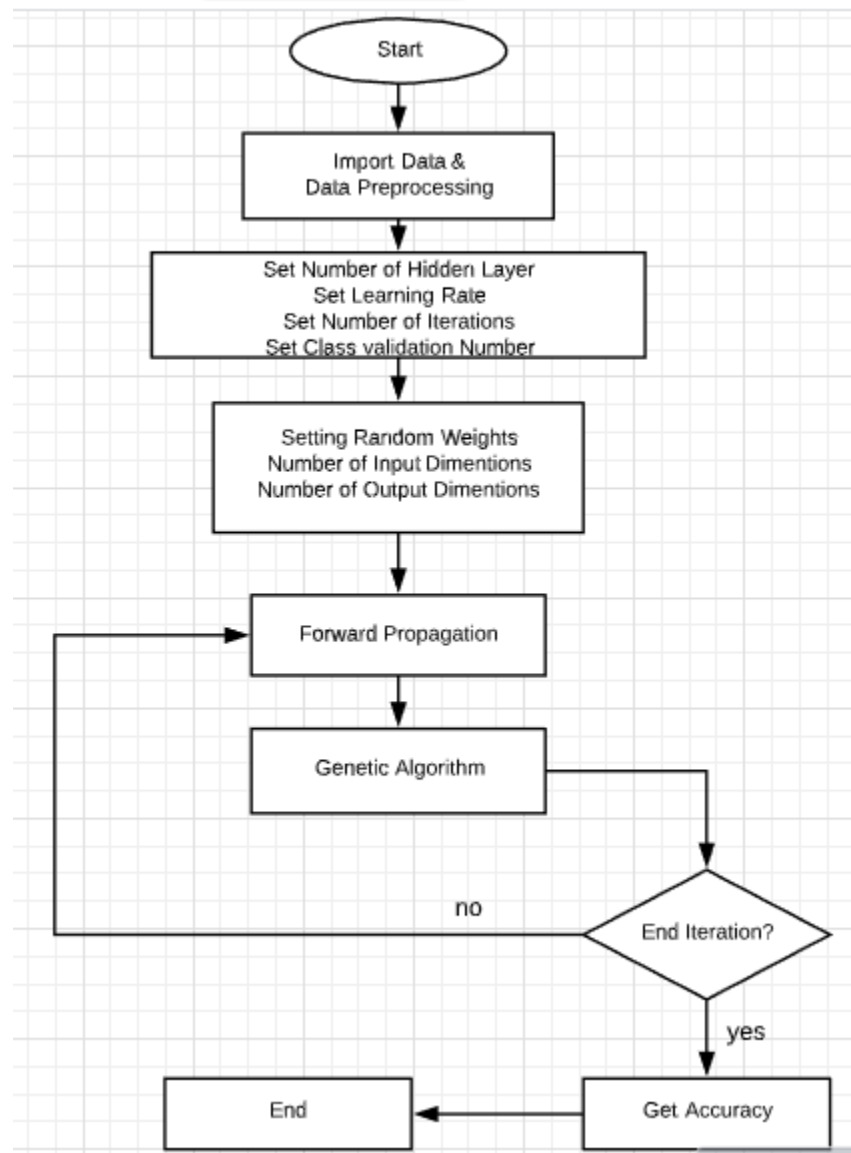 Start
Import Data &
Data Preprocessing
Set Number of Hidden Layer
Set Learning Rate
Set Number of Iterations
Set Class validation Number
Setting Random Weights
Number of Input Dimentions
Number of Output Dimentions
Forward Propagation
Genetic Algorithm
no
End Iteration?
yes
End
Get Accuracy